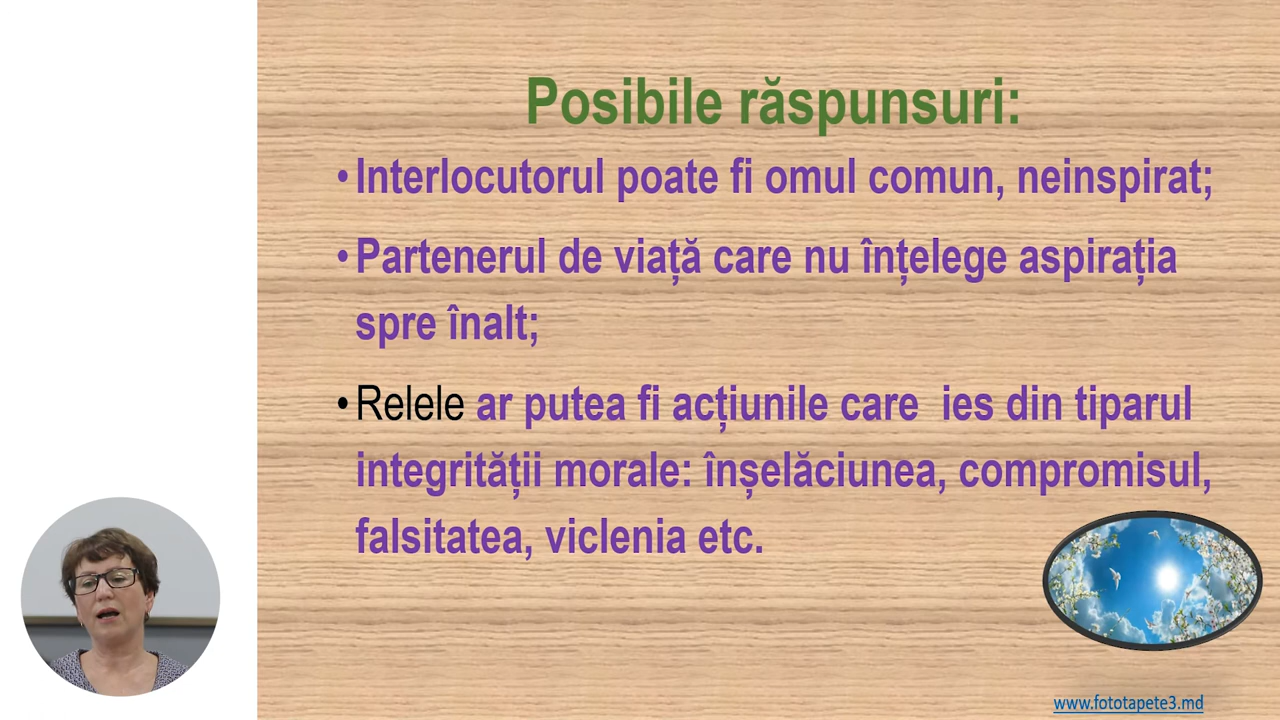 Posibile răspunsuri:
•Interlocutorul poate fi omul comun, neinspirat;
•Partenerul de viață care nu înțelege aspirația
spre înalt;
•Relele ar putea fi acțiunile care  ies din tiparul
integrității morale: înșelăciunea, compromisul,
falsitatea, viclenia etc.
www.fototapete3.md